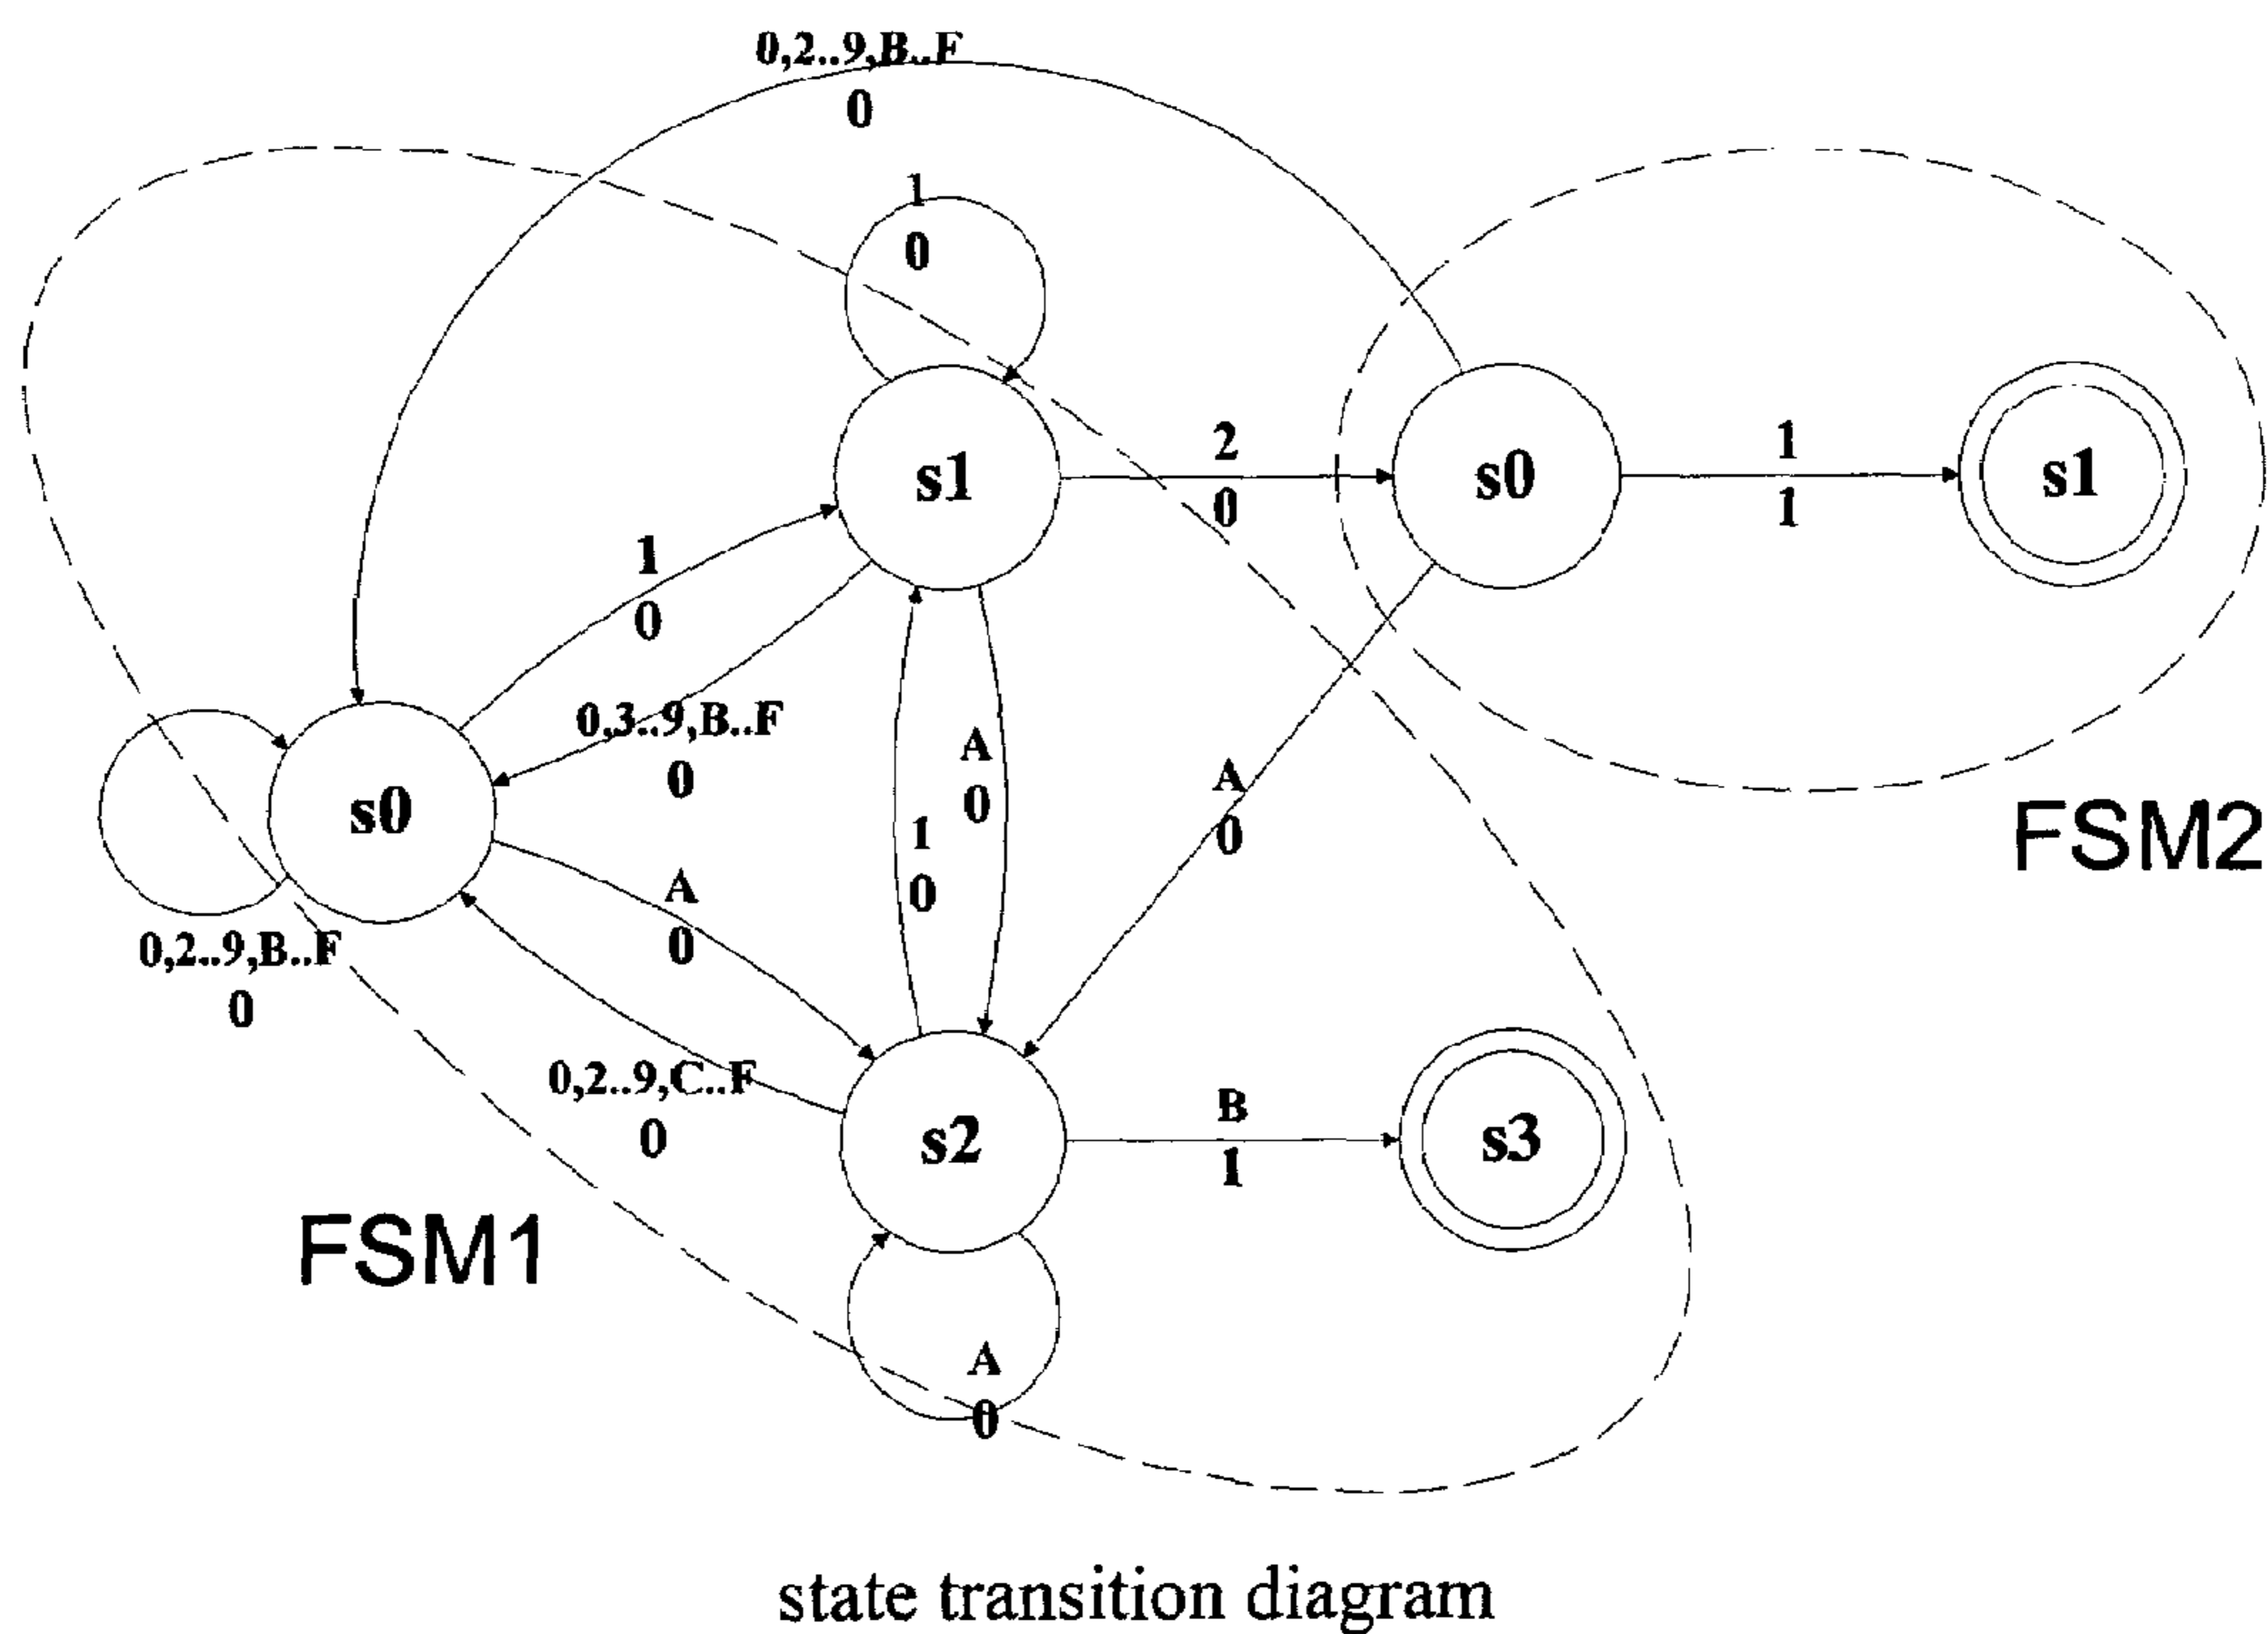 0,2..9,B..F
0
1
0
s1
2
0
s0
1
1
s1
1
0
0,3..9,B..F
0
A
0
1
0
A
0
s0
A
0
FSM2
0,2..9,B..F
0
0,2..9,C..F
0
s2
B
1
s3
FSM1
A
0
state transition diagram